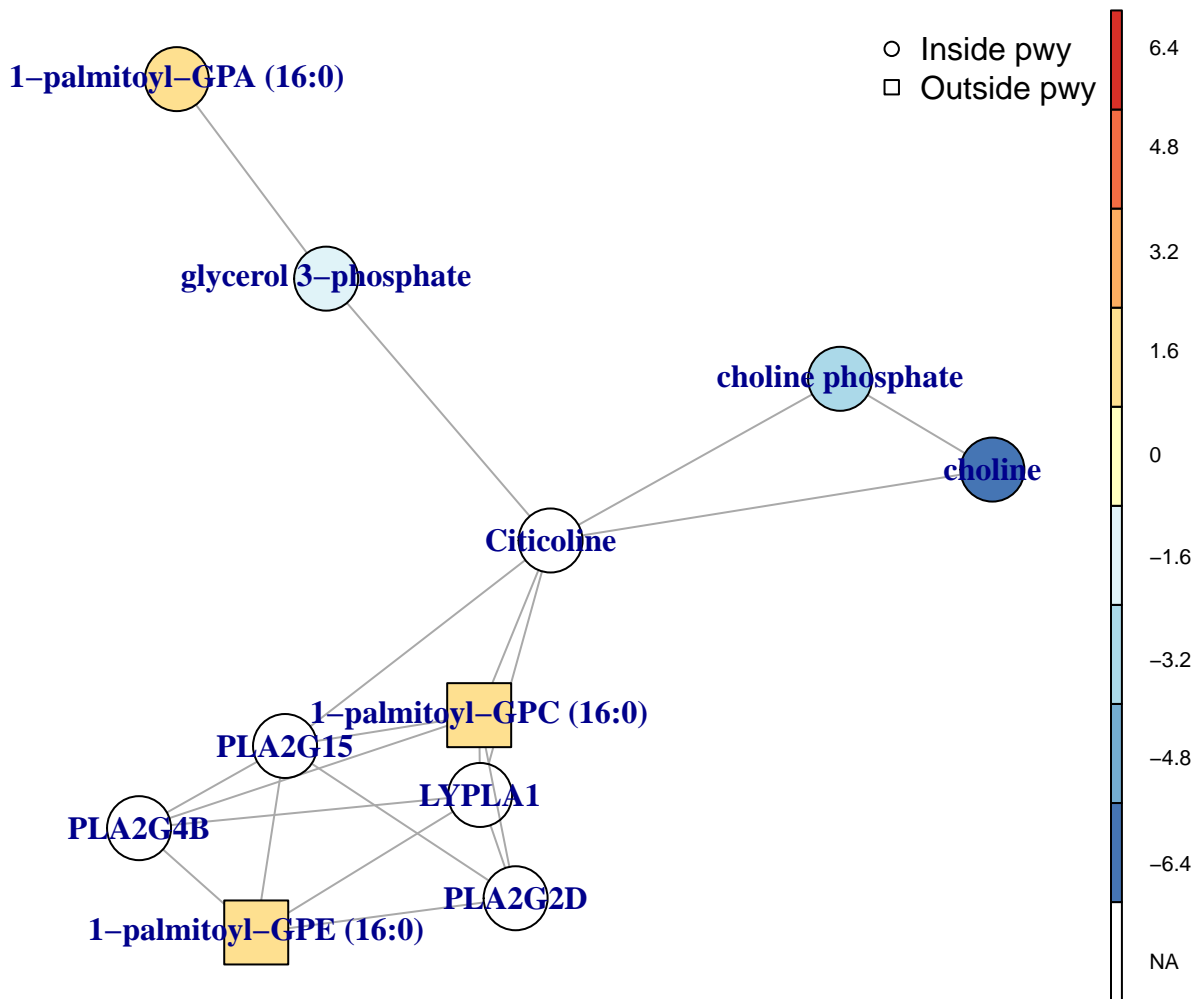 Inside pwy
Outside pwy
1−palmitoyl−GPA (16:0)
glycerol 3−phosphate
choline phosphate
choline
Citicoline
1−palmitoyl−GPC (16:0)
PLA2G15
LYPLA1
PLA2G4B
PLA2G2D
1−palmitoyl−GPE (16:0)
6.4
4.8
3.2
1.6
0
−1.6
−3.2
−4.8
−6.4
NA